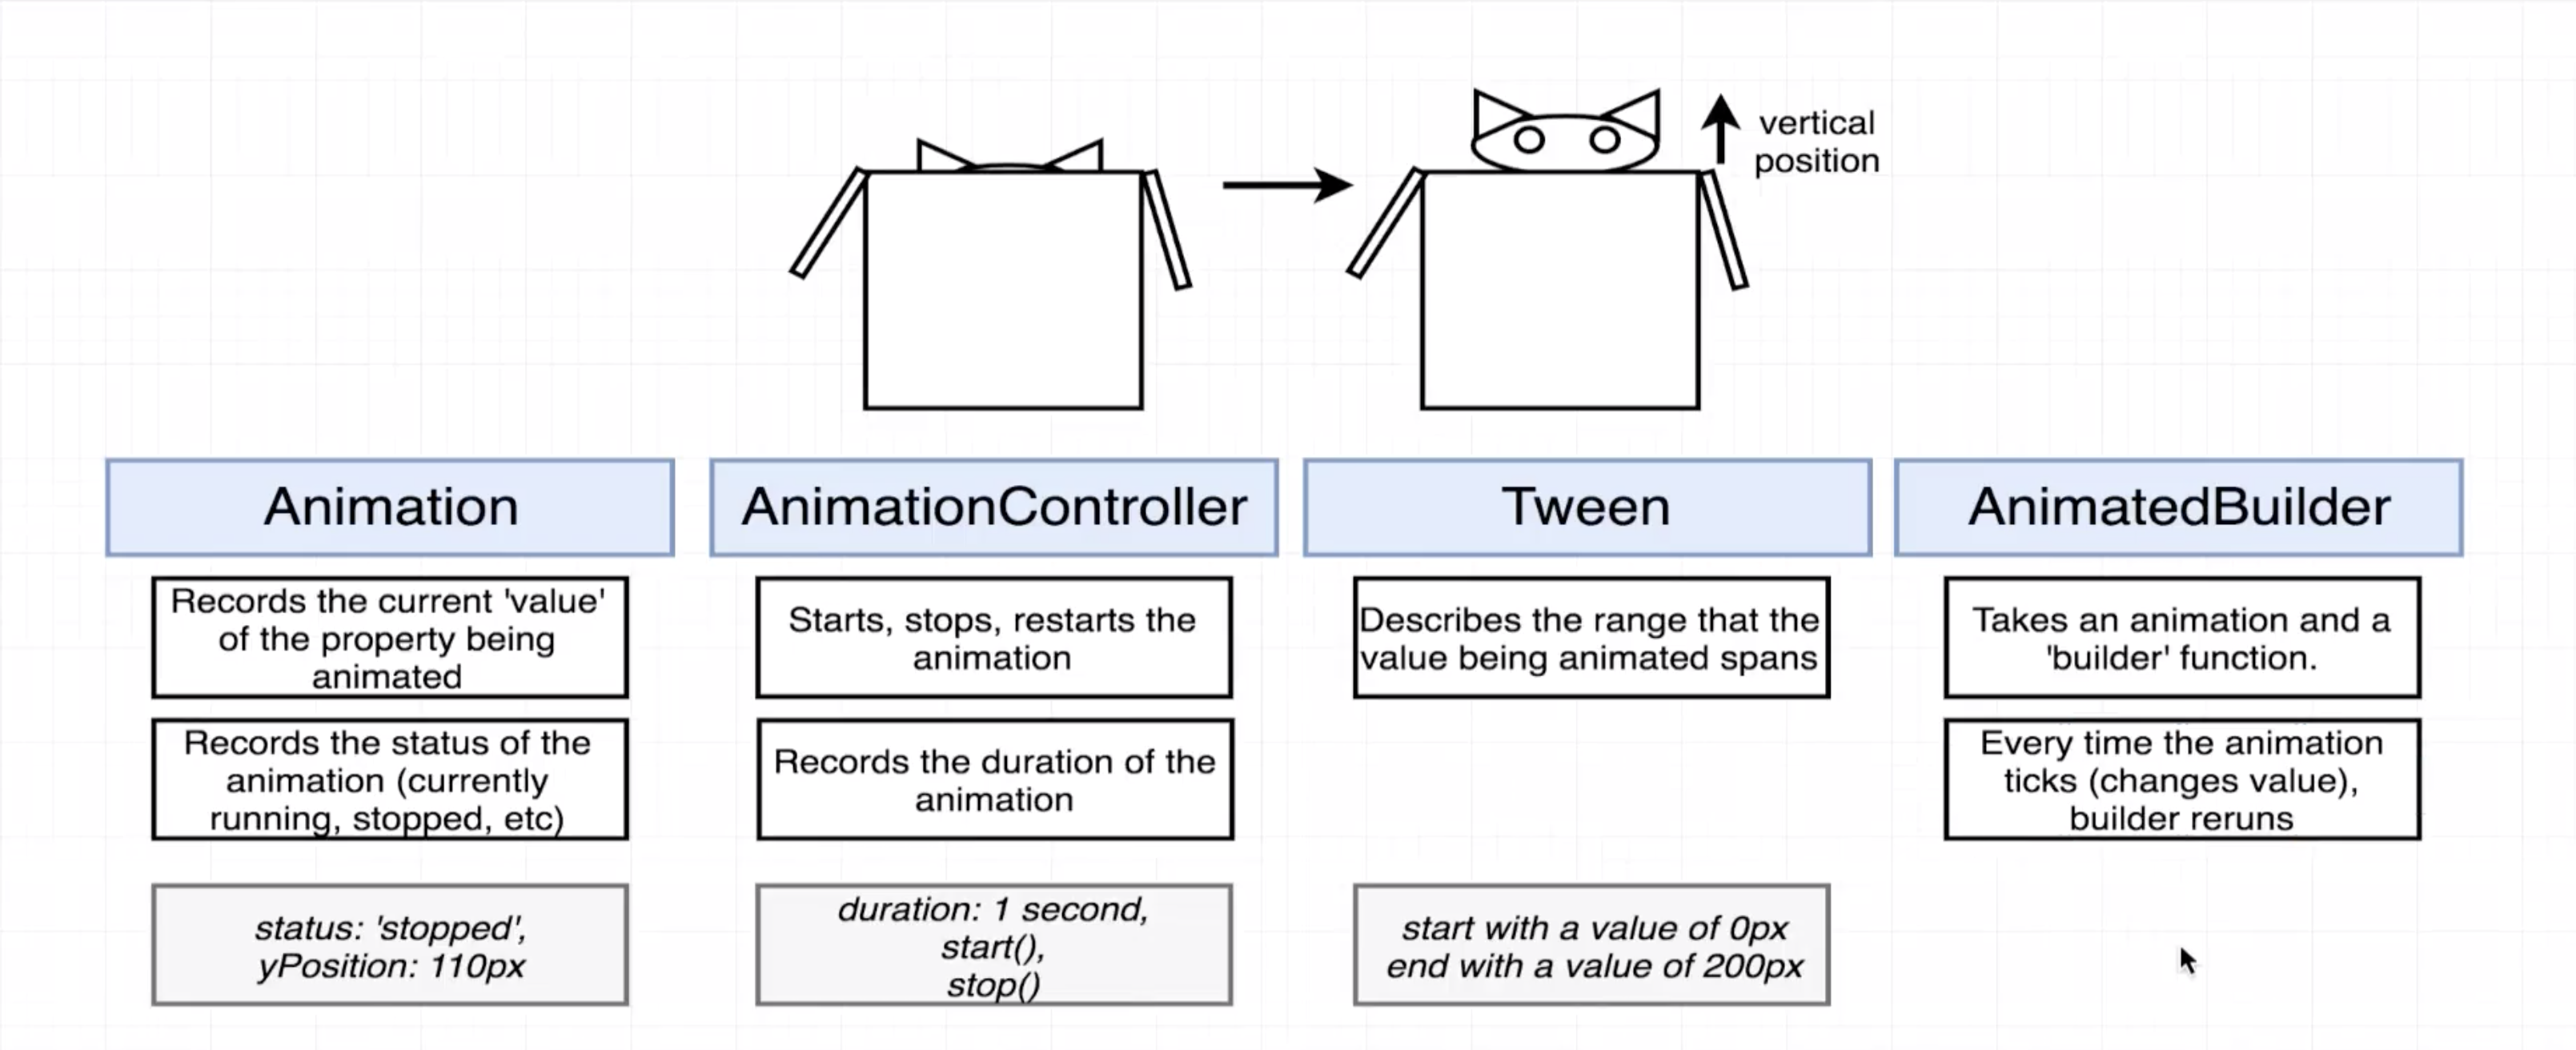 vertical
position
Animation
AnimationController
Tween
AnimatedBuilder
Records the current 'value'
of the property being
animated
Starts, stops, restarts the
animation
Describes the range that the
value being animated spans
Takes an animation and a
'builder' function.
Records the status of the
animation (currently
running, stopped, etc)
Records the duration of the
animation
Every time the animation
ticks (changes value),
builder reruns
status: 'stopped',
yPosition: 110px
duration: 1 second,
start(),
stop()
start with a value of 0px
end with a value of 200px